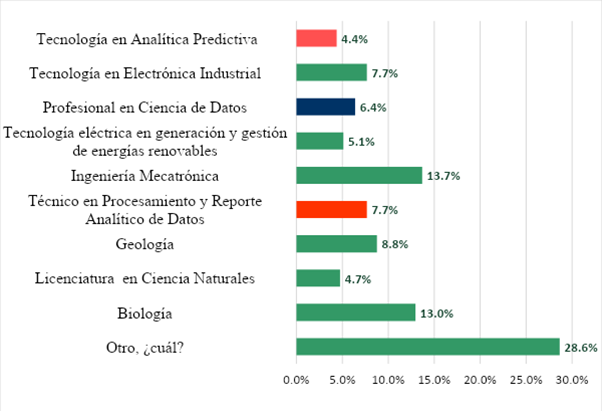 Tecnología en Analítica Predictiva
4.4%
Tecnología en Electrónica Industrial
7.7%
Profesional en Ciencia de Datos
6.4%
Tecnología eléctrica en generación y gestión
de energías renovables
5.1%
Ingeniería Mecatrónica
13.7%
Técnico en Procesamiento y Reporte
Analítico de Datos
7.7%
Geología
8.8%
Licenciatura en Ciencia Naturales
4.7%
Biología
13.0%
Otro, ¿cuál?
28.6%
0.0% 5.0% 10.0% 15.0% 20.0% 25.0% 30.0%